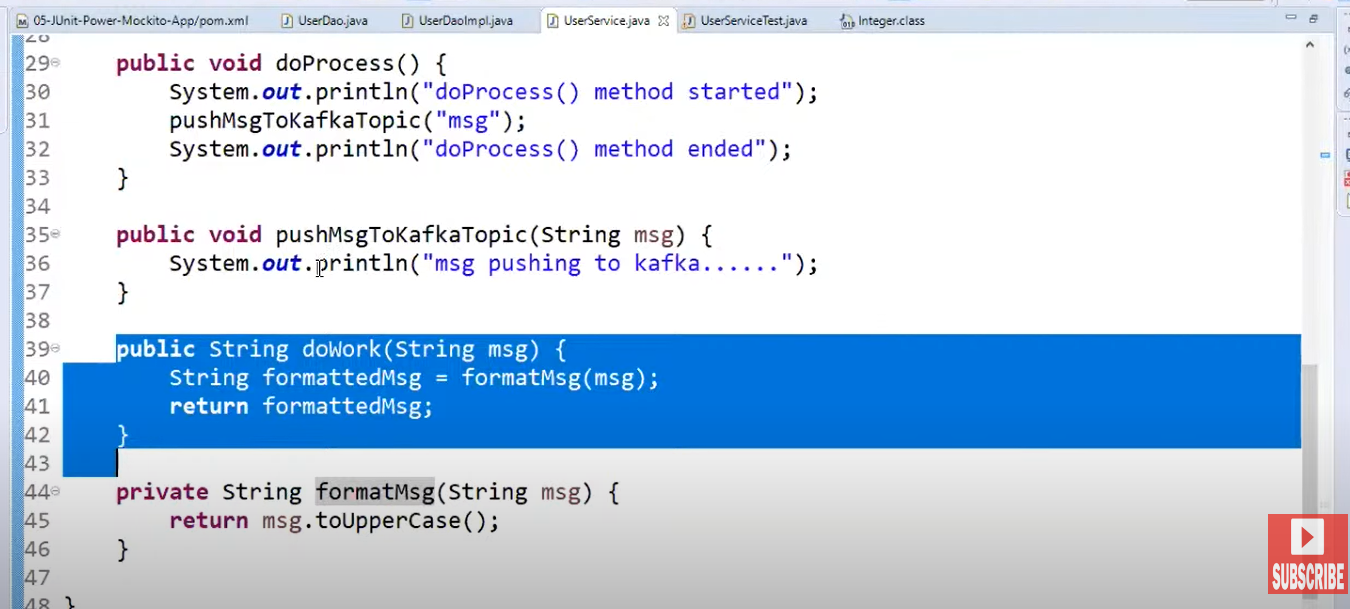 05-JUnit-Power-Mockito-App/pom.xml UserDao.java UserDaoImpl.java UserService.java UserServiceTest.java Integer.class
28
29 public void doProcess() {
30 System.out.println("doProcess() method started");
31 pushMsgToKafkaTopic("msg");
32 System.out.println("doProcess() method ended");
33 }
34
35 public void pushMsgToKafkaTopic(String msg) {
36 System.out.println("msg pushing to kafka......");
37 }
38
39 public String doWork(String msg) {
40 String formattedMsg = formatMsg(msg);
41 return formattedMsg;
42 }
43
44 private String formatMsg(String msg) {
45 return msg.toUpperCase();
46 }
47
48 }
SUBSCRIBE